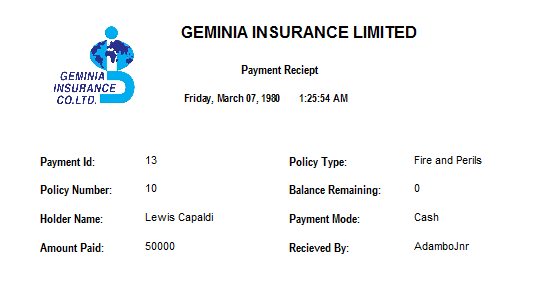 GEMINIA INSURANCE LIMITED
GEMINIA
INSURANCE
CO.LTD.
Payment Reciept
Friday, March 07, 1980 1:25:54 AM
Payment Id: 13 Policy Type: Fire and Perils
Policy Number: 10 Balance Remaining: 0
Holder Name: Lewis Capaldi Payment Mode: Cash
Amount Paid: 50000 Recieved By: AdamboJnr